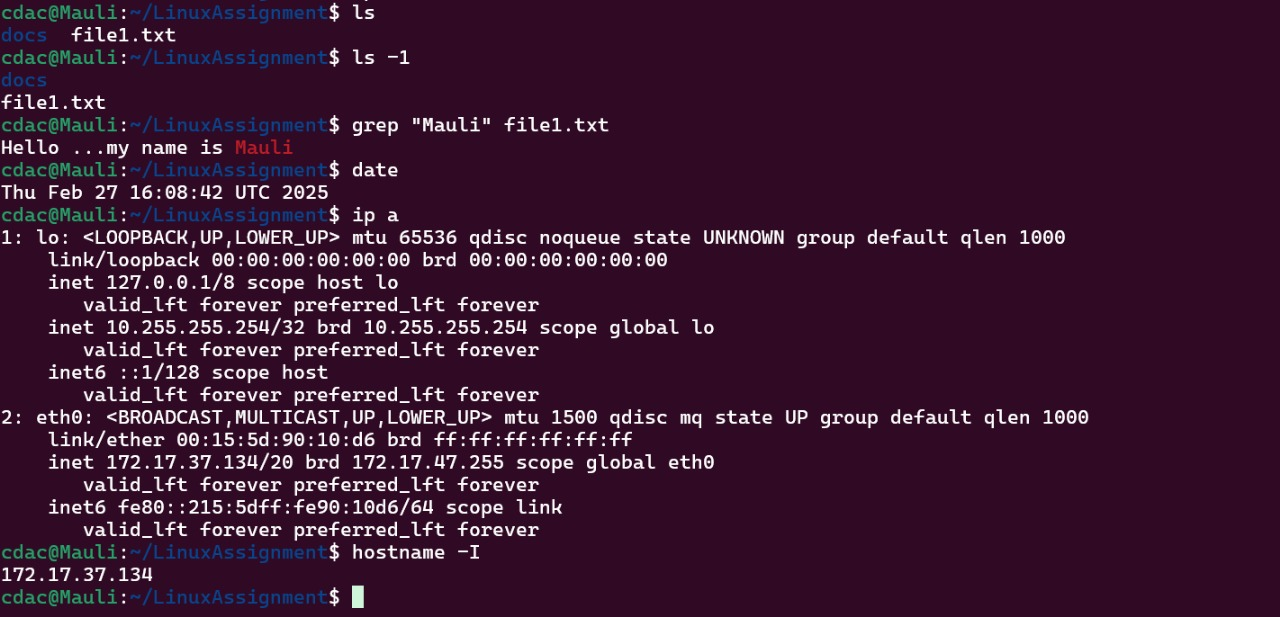 cdac@Mauli:~/LinuxAssignment$ ls
docs  file1.txt
cdac@Mauli:~/LinuxAssignment$ ls -1
docs
file1.txt
cdac@Mauli:~/LinuxAssignment$ grep "Mauli" file1.txt
Hello ...my name is Mauli
cdac@Mauli:~/LinuxAssignment$ date
Thu Feb 27 16:08:42 UTC 2025
cdac@Mauli:~/LinuxAssignment$ ip a
1: lo: <LOOPBACK,UP,LOWER_UP> mtu 65536 qdisc noqueue state UNKNOWN group default qlen 1000
    link/loopback 00:00:00:00:00:00 brd 00:00:00:00:00:00
    inet 127.0.0.1/8 scope host lo
       valid_lft forever preferred_lft forever
    inet 10.255.255.254/32 brd 10.255.255.254 scope global lo
       valid_lft forever preferred_lft forever
    inet6 ::1/128 scope host
       valid_lft forever preferred_lft forever
2: eth0: <BROADCAST,MULTICAST,UP,LOWER_UP> mtu 1500 qdisc mq state UP group default qlen 1000
    link/ether 00:15:5d:90:10:d6 brd ff:ff:ff:ff:ff:ff
    inet 172.17.37.134/20 brd 172.17.47.255 scope global eth0
       valid_lft forever preferred_lft forever
    inet6 fe80::215:5dff:fe90:10d6/64 scope link
       valid_lft forever preferred_lft forever
cdac@Mauli:~/LinuxAssignment$ hostname -I
172.17.37.134
cdac@Mauli:~/LinuxAssignment$